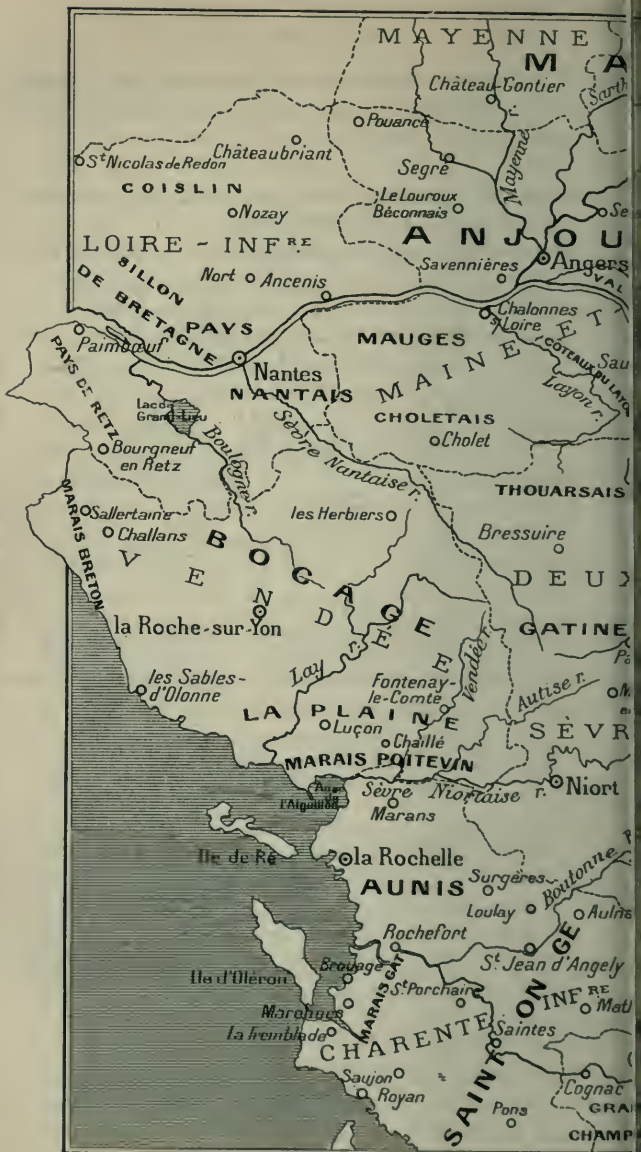 MAYENNE
Château-Gontier
Pouancé
St Nicolas de Redon
Châteaubriant
Segré
Mayenne r.
COISLIN
Nozay
Le Louroux
Béconnais
ANJOU
LOIRE - INFRE
Angers
SILLON
DE BRETAGNE
Nort
Ancenis
Savennières
VAL
PAYS
NANTAIS
Chalonnes
s Loire
MAUGES
MAINE ET
COTEAUX DU LAYON
Layon r.
Paimbœuf
Nantes
PAYS DE RETZ
Lac de
Grand-Lieu
CHOLETAIS
Cholet
Boulogne r.
Sèvre Nantaise r.
Bourgneuf
en Retz
THOUARSAIS
MARAIS BRETON
Sallertaine
Challans
les Herbiers
Bressuire
BOCAGE
VENDÉE
DEUX
la Roche-sur-Yon
GATINE
Lay r.
Vendée r.
les Sables-
d'Olonne
Fontenay-
le-Comte
Autise r.
LA PLAINE
Luçon
SÈVR
Chaillé
MARAIS POITEVIN
Niort
l'Aiguillon
Sèvre Niortaise r.
Marans
Ile de Ré
la Rochelle
AUNIS
Surgères
Boutonne
Loulay
Rochefort
St Jean d'Angely
Ile d'Oléron
Brouage
MARAIS GAT
St Porchaire
SAINTONGE
Marennes
la Tremblade
CHARENTE INFRE
Saintes
Saujon
Royan
Cognac
Pons
GRA
CHAMP